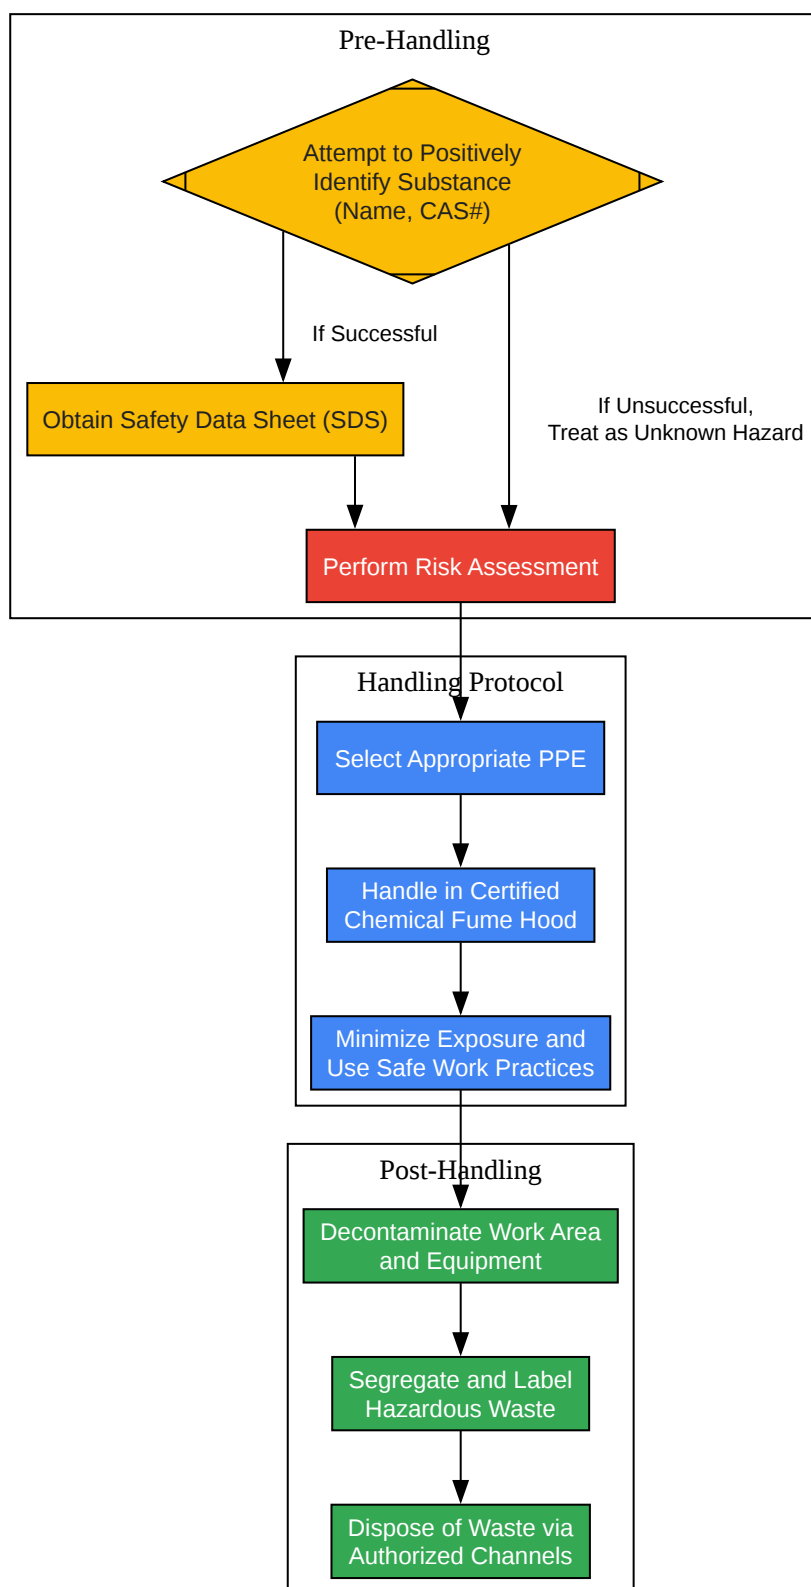 Pre-Handling
Attempt to Positively
Identify Substance
(Name, CAS#)
If Successful
Obtain Safety Data Sheet (SDS)
If Unsuccessful,
Treat as Unknown Hazard
Perform Risk Assessment
Handling Protocol
Select Appropriate PPE
Handle in Certified
Chemical Fume Hood
Minimize Exposure and
Use Safe Work Practices
Post-Handling
Decontaminate Work Area
and Equipment
Segregate and Label
Hazardous Waste
Dispose of Waste via
Authorized Channels